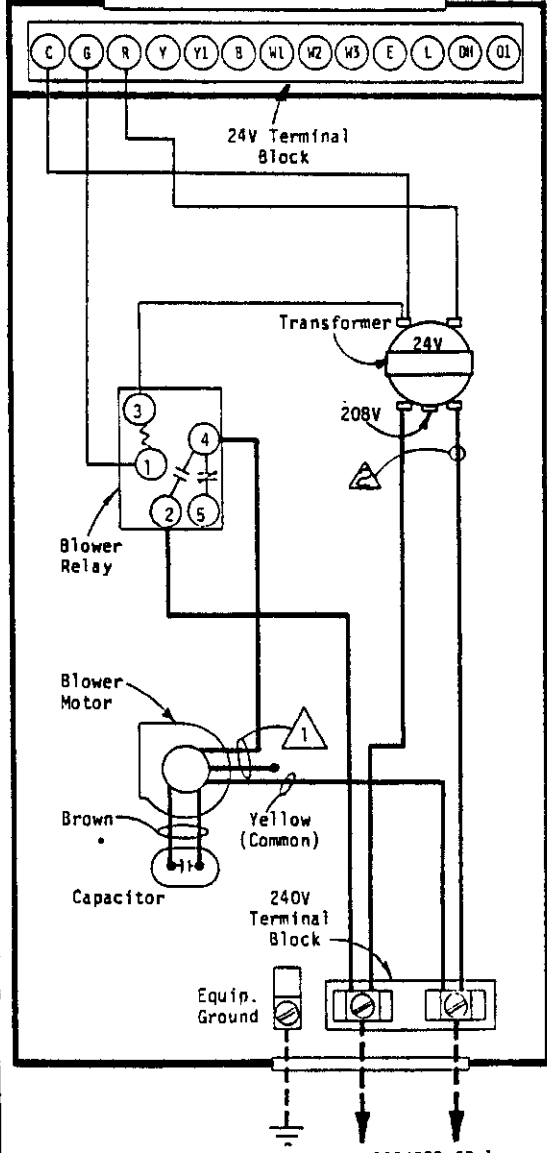 C G R Y Y1 B W1 W2 W3 E L DH O1
24V Terminal
Block
Transformer
24V
208V
2
3
4
1
2
5
Blower
Relay
Blower
Motor
1
Brown
Yellow
(Common)
Capacitor
240V
Terminal
Block
Equip.
Ground